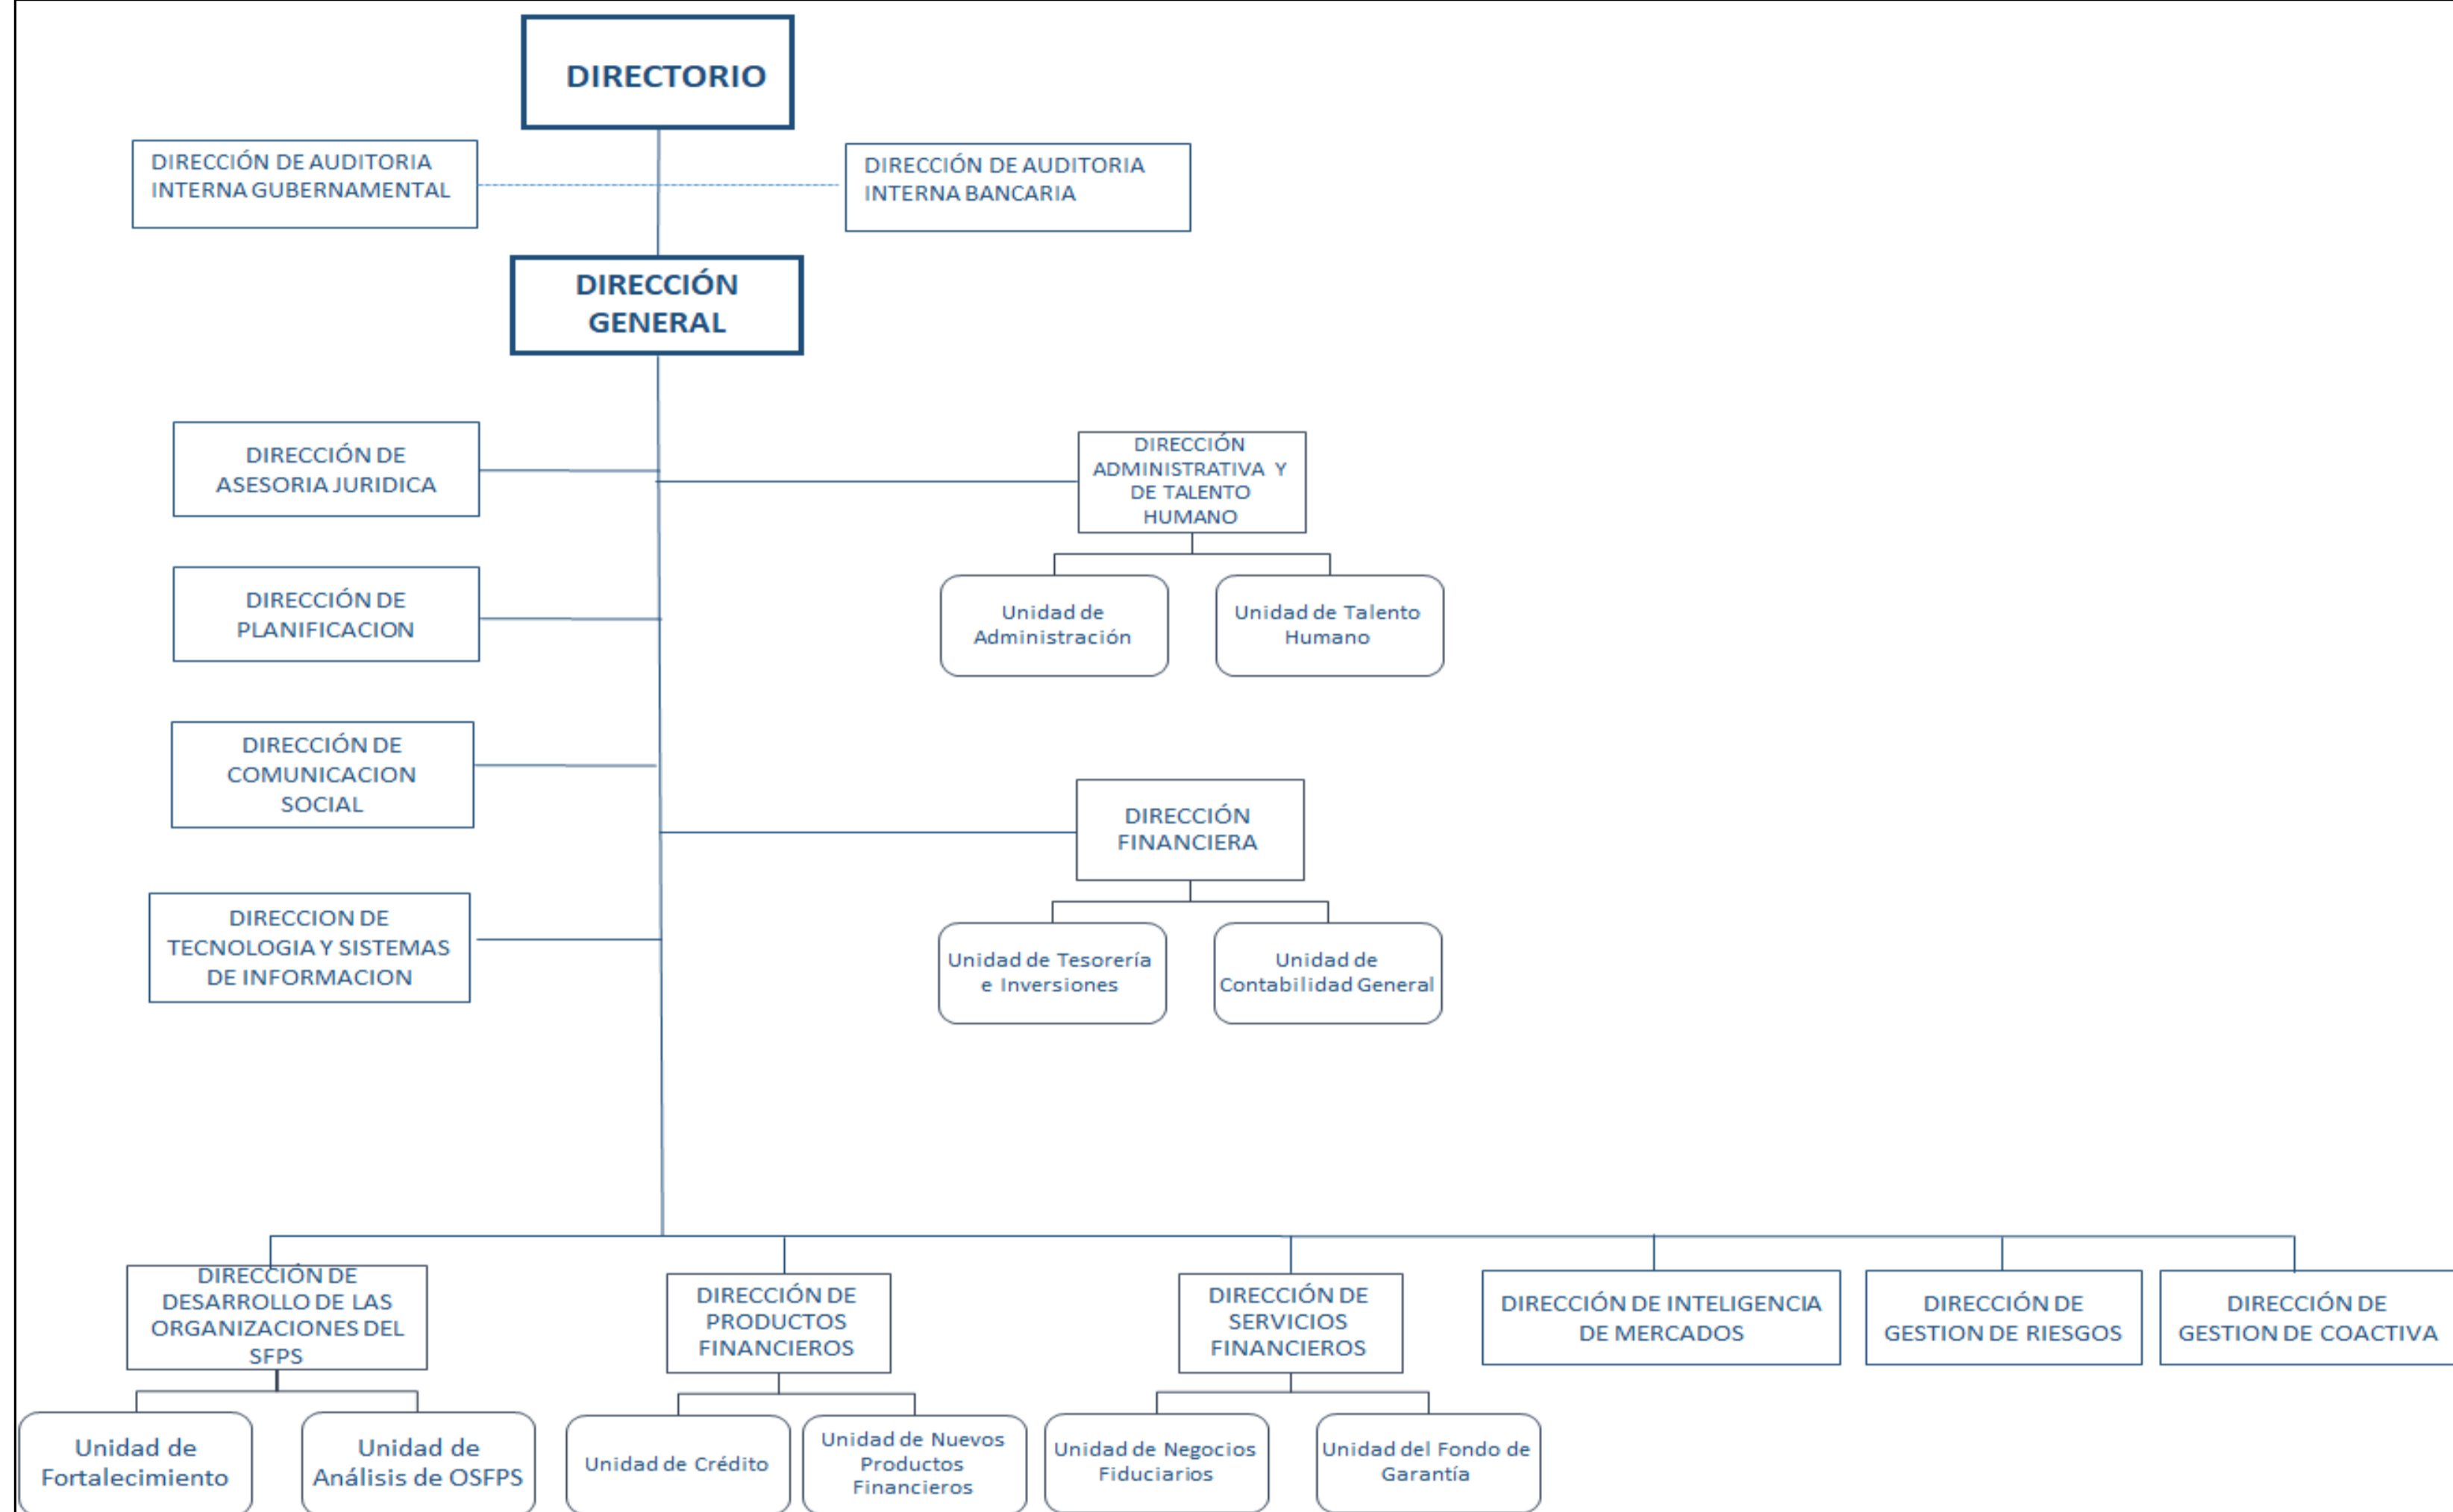 DIRECTORIO
DIRECCIÓN DE AUDITORIA
INTERNA GUBERNAMENTAL
DIRECCIÓN DE AUDITORIA
INTERNA BANCARIA
DIRECCIÓN
GENERAL
DIRECCIÓN DE
ASESORIA JURIDICA
DIRECCIÓN
ADMINISTRATIVA Y
DE TALENTO
HUMANO
Unidad de
Administración
Unidad de Talento
Humano
DIRECCIÓN DE
PLANIFICACION
DIRECCIÓN DE
COMUNICACION
SOCIAL
DIRECCIÓN
FINANCIERA
Unidad de Tesorería
e Inversiones
Unidad de
Contabilidad General
DIRECCION DE
TECNOLOGIA Y SISTEMAS
DE INFORMACION
DIRECCIÓN DE
DESARROLLO DE LAS
ORGANIZACIONES DEL
SFPS
DIRECCIÓN DE
PRODUCTOS
FINANCIEROS
DIRECCIÓN DE
SERVICIOS
FINANCIEROS
DIRECCIÓN DE INTELIGENCIA
DE MERCADOS
DIRECCIÓN DE
GESTION DE RIESGOS
DIRECCIÓN DE
GESTION DE COACTIVA
Unidad de
Fortalecimiento
Unidad de
Análisis de OSFPS
Unidad de Crédito
Unidad de Nuevos
Productos
Financieros
Unidad de Negocios
Fiduciarios
Unidad del Fondo de
Garantía